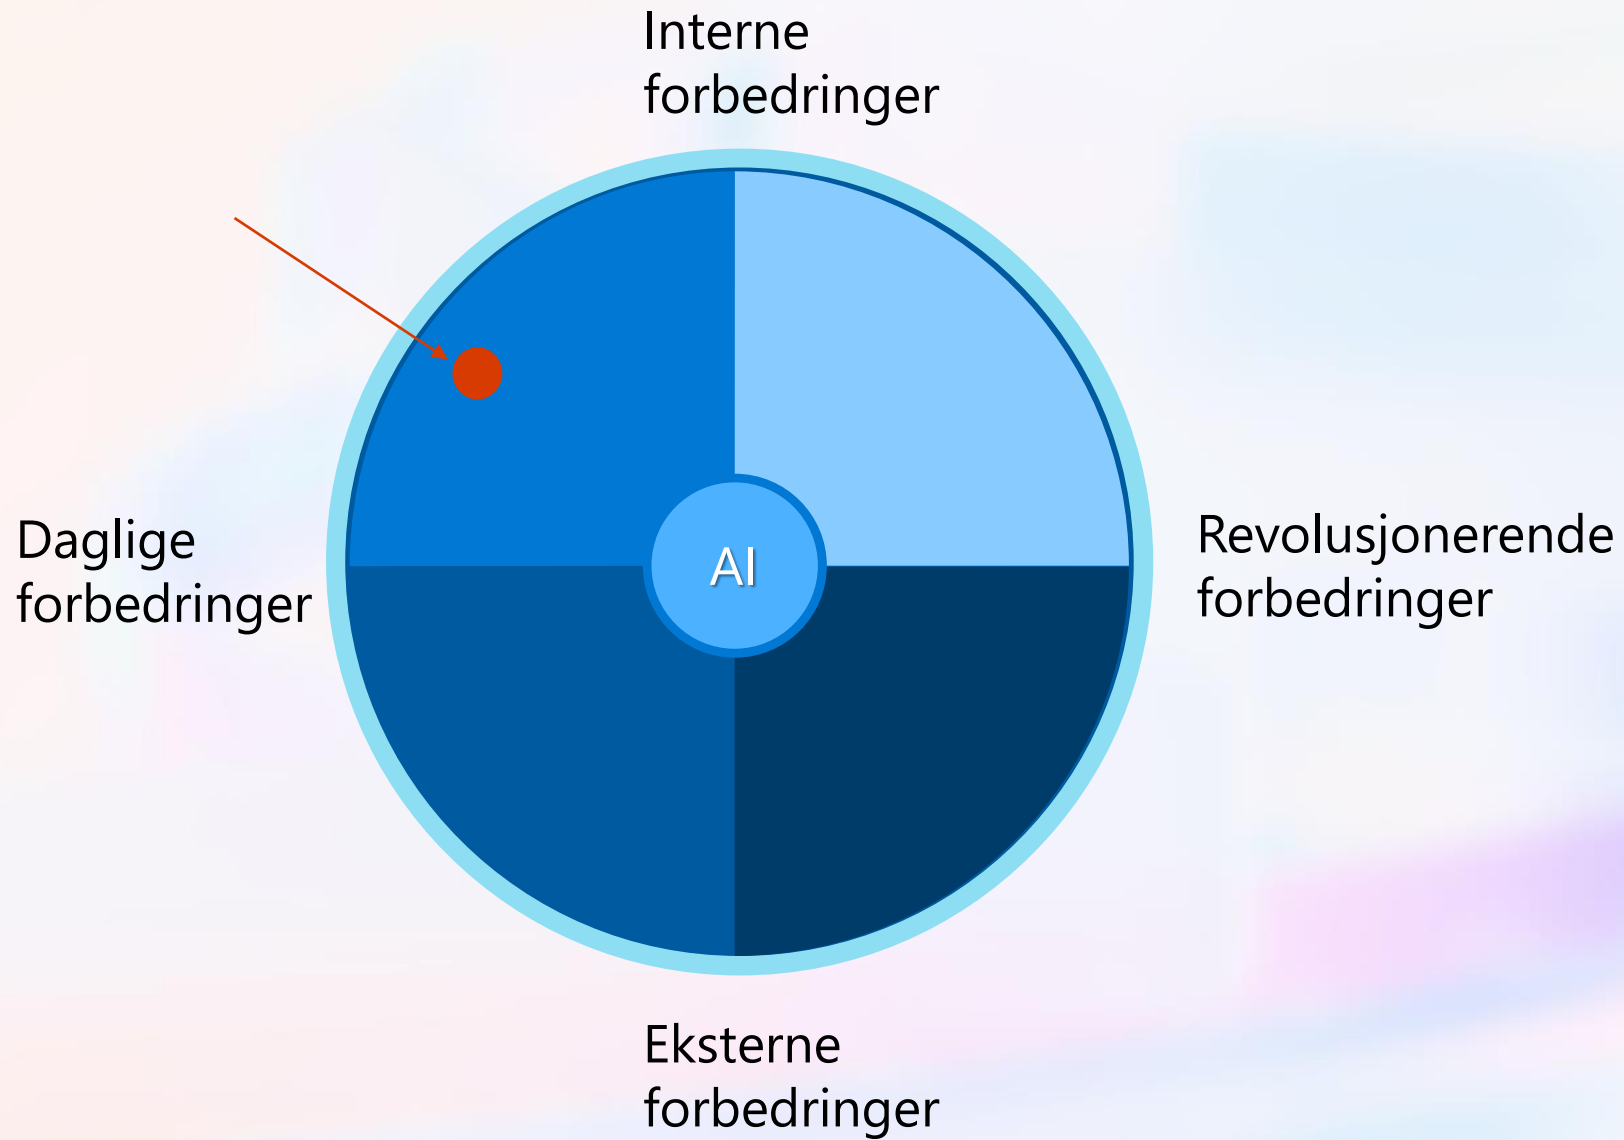 Interne
forbedringer
Daglige
forbedringer
AI
Revolusjonerende
forbedringer
Eksterne
forbedringer